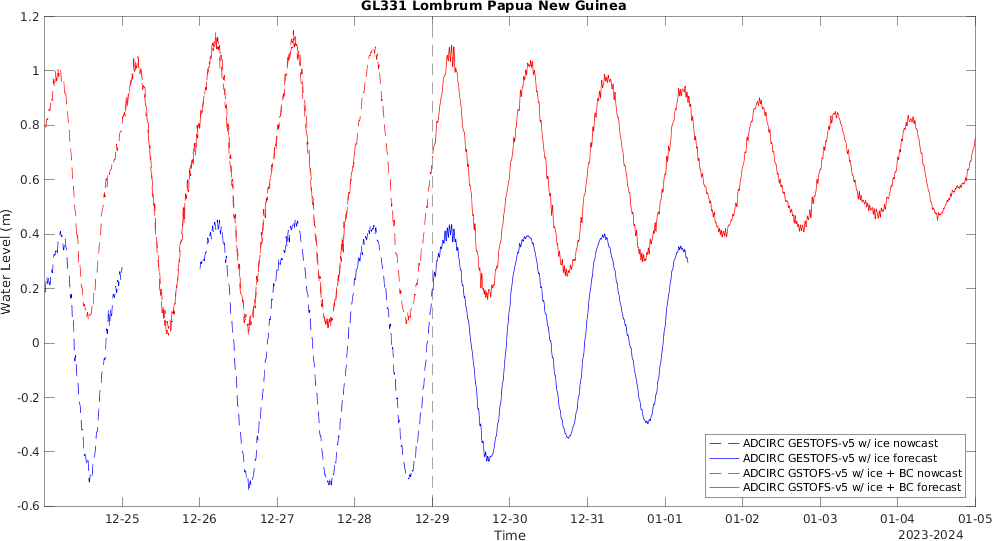 GL331 Lombrum Papua New Guinea
1.2
1
0.8
0.6
0.4
0.2
0
-0.2
-0.4
-0.6
Water Level (m)
12-25 12-26 12-27 12-28 12-29 12-30 12-31 01-01 01-02 01-03 01-04 01-05
Time
2023-2024
ADCIRC GESTOFS-v5 w/ ice nowcast
ADCIRC GESTOFS-v5 w/ ice forecast
ADCIRC GSTOFS-v5 w/ ice + BC nowcast
ADCIRC GSTOFS-v5 w/ ice + BC forecast